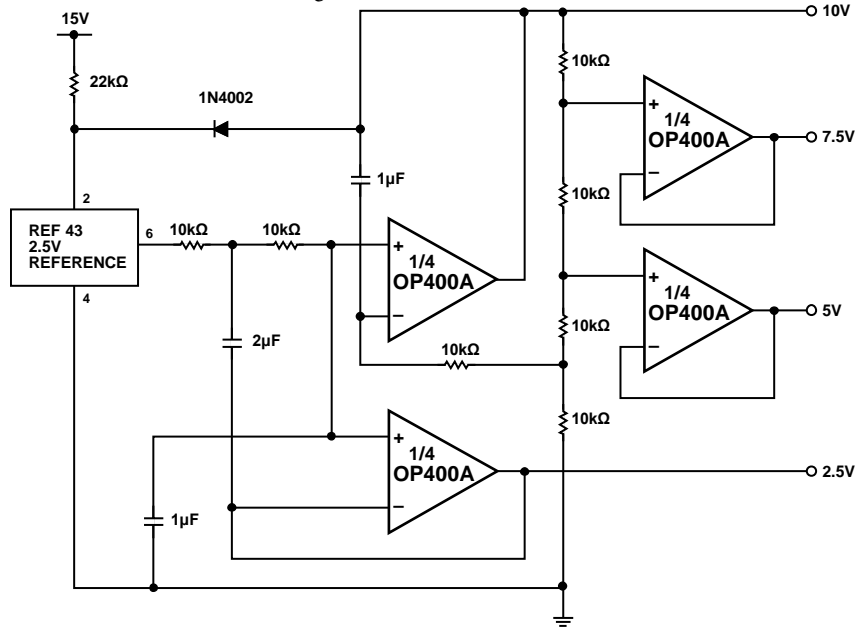 g
15V
10V
22kΩ
10kΩ
1N4002
+
1/4
OP400A
−
7.5V
1µF
2
10kΩ
REF 43
2.5V
REFERENCE
6
10kΩ
10kΩ
+
1/4
OP400A
−
4
+
1/4
OP400A
−
5V
10kΩ
2µF
10kΩ
10kΩ
+
1/4
OP400A
−
2.5V
1µF